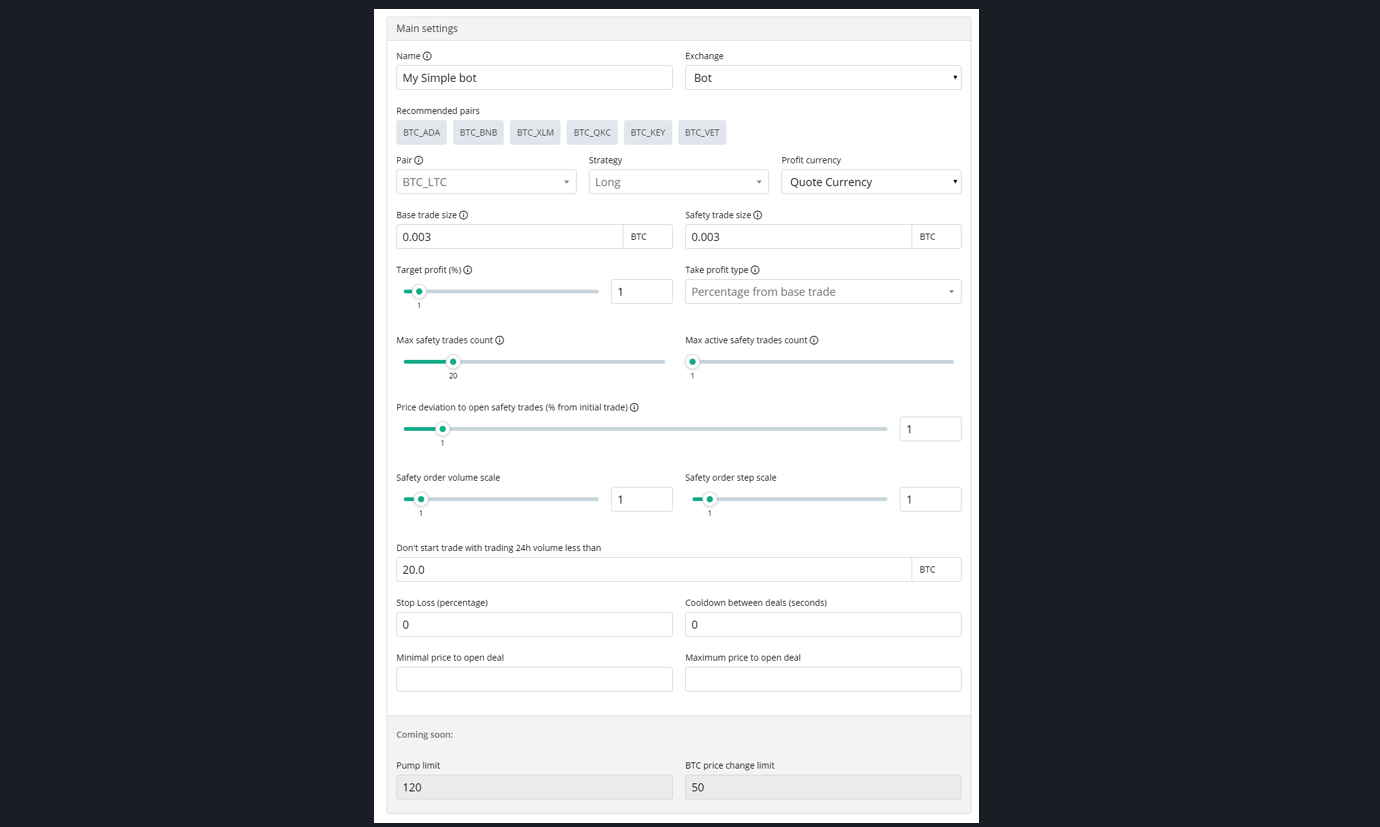 Main settings
Name Exchange
My Simple bot Bot
Recommended pairs
BTC_ADA BTC_BNB BTC_XLM BTC_QKC BTC_KEY BTC_VET
Pair Strategy Profit currency
BTC_LTC Long Quote Currency
Base trade size Safety trade size
0.003 BTC 0.003 BTC
Target profit (%) Take profit type
1 Percentage from base trade
1
Max safety trades count Max active safety trades count
20 1
Price deviation to open safety trades (% from initial trade)
1
1
Safety order volume scale Safety order step scale
1 1
1 1
Don't start trade with trading 24h volume less than
20.0 BTC
Stop Loss (percentage) Cooldown between deals (seconds)
0 0
Minimal price to open deal Maximum price to open deal
Coming soon:
Pump limit BTC price change limit
120 50